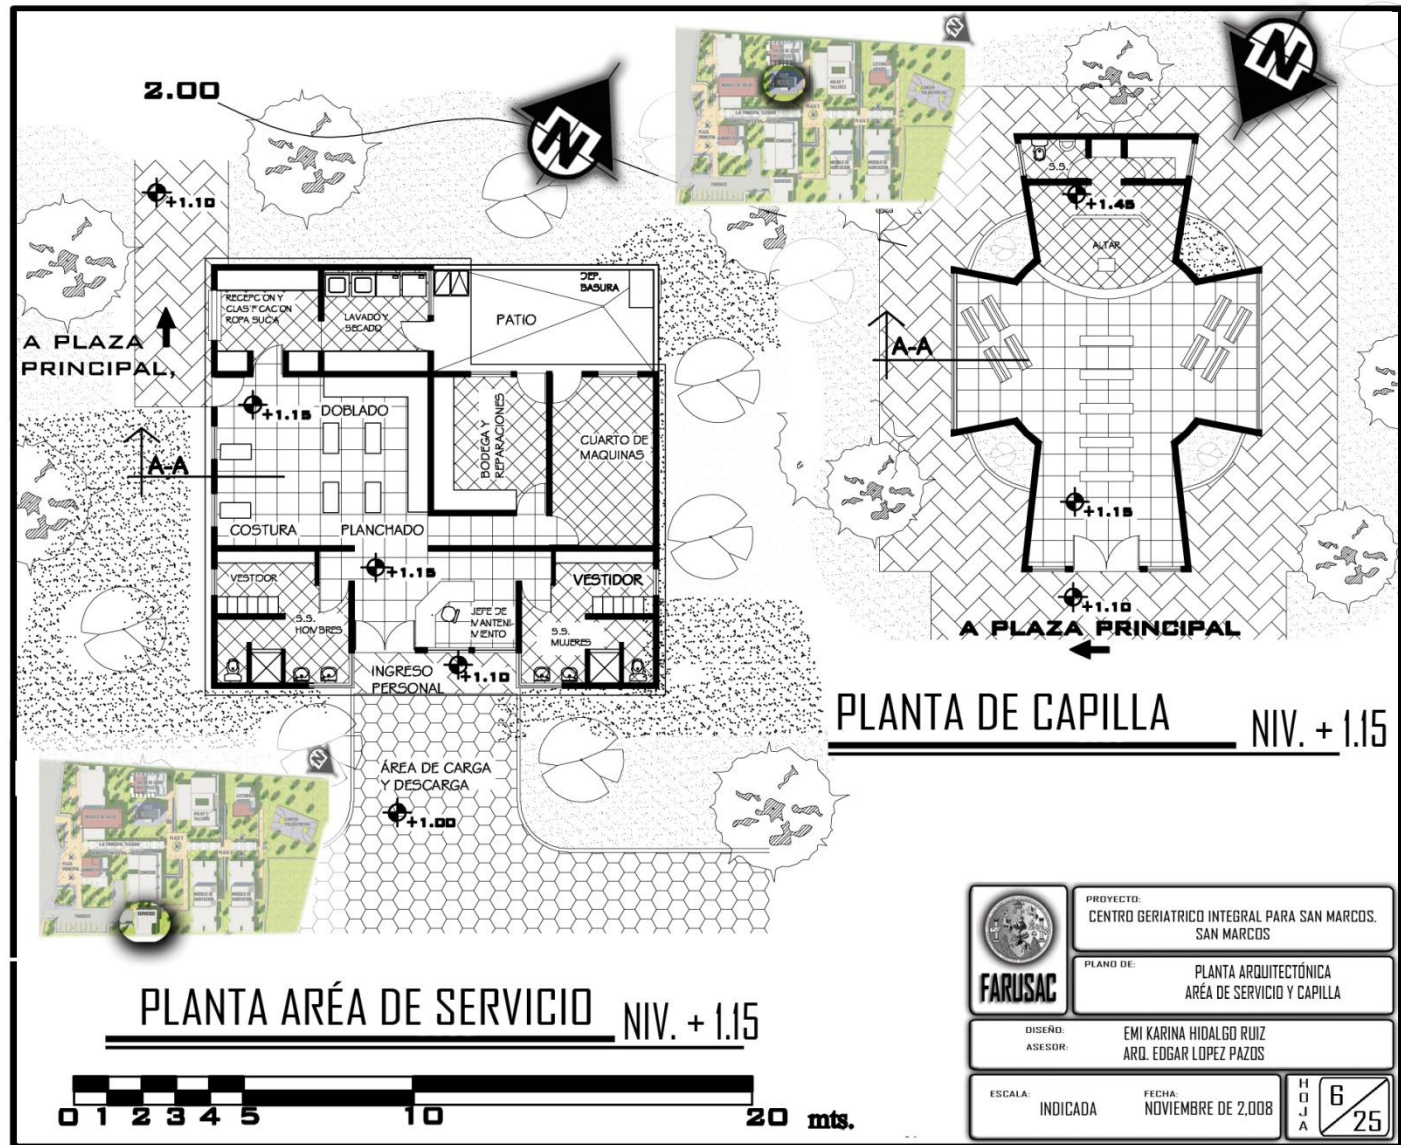 2.00
N
N
+1.10
A PLAZA
PRINCIPAL,
RECEPCION Y
CLASIFICACION
ROPA SUCIA
LAVADO Y
SECADO
PATIO
DEP.
BASURA
+1.15
DOBLADO
BODEGA Y
REPARACIONES
CUARTO DE
MAQUINAS
A-A
COSTURA
PLANCHADO
+1.15
VESTIDOR
VESTIDOR
S.S.
HOMBRES
JEFE DE
MANTENI-
MIENTO
S.S.
MUJERES
INGRESO
PERSONAL
+1.10
ÁREA DE CARGA
Y DESCARGA
+1.00
S.S.
+1.45
ALTAR
A-A
+1.15
+1.10
A PLAZA PRINCIPAL
PLANTA DE CAPILLA NIV. + 1.15
PLANTA ARÉA DE SERVICIO NIV. + 1.15
0 1 2 3 4 5 10 20 mts.
FARUSAC
PROYECTO:
CENTRO GERIATRICO INTEGRAL PARA SAN MARCOS.
SAN MARCOS
PLANO DE:
PLANTA ARQUITECTÓNICA
ARÉA DE SERVICIO Y CAPILLA
DISEÑO: EMI KARINA HIDALGO RUIZ
ASESOR: ARQ. EDGAR LOPEZ PAZOS
ESCALA: INDICADA
FECHA: NOVIEMBRE DE 2,008
HOJA
6/25